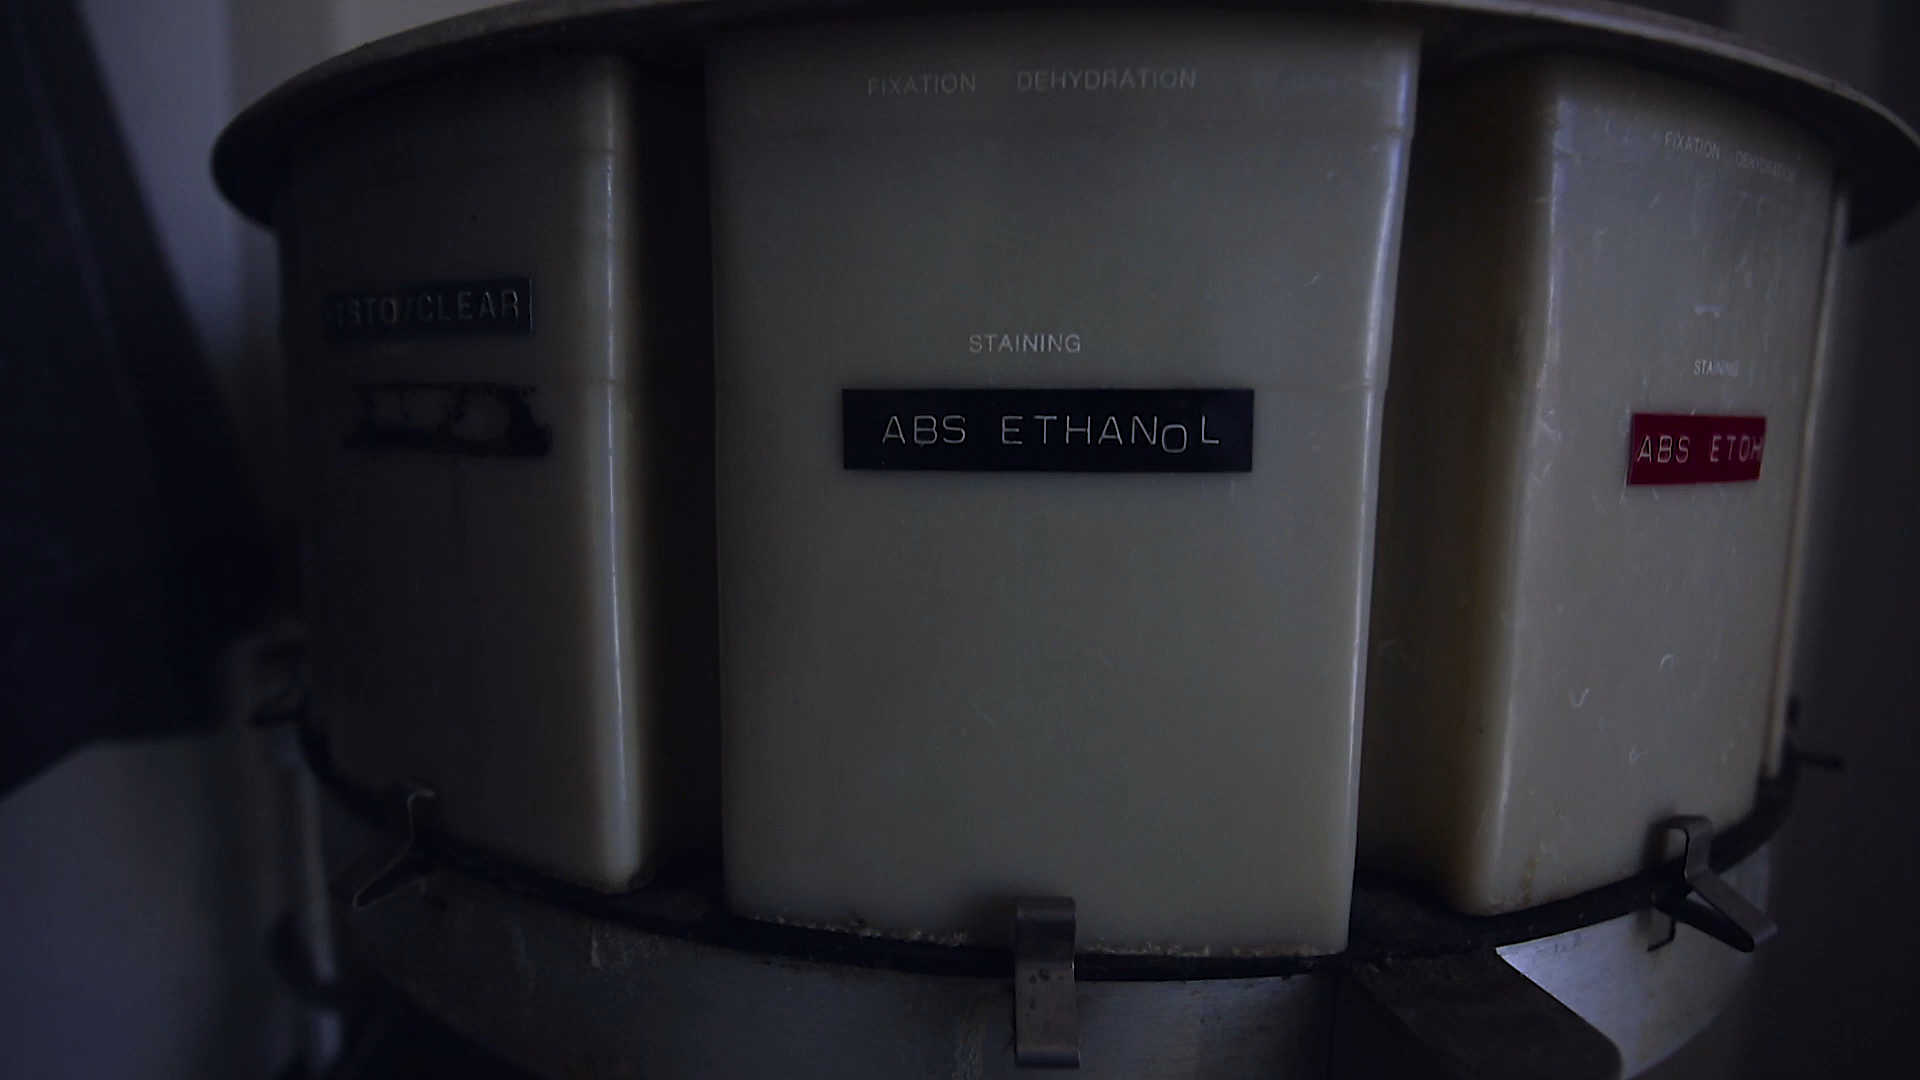 FIXATION DEHYDRATION
STAINING
ABS ETHANOL
ISTO/CLEAR
FIXATION DEHYDRATION
STAINING
ABS ETOH